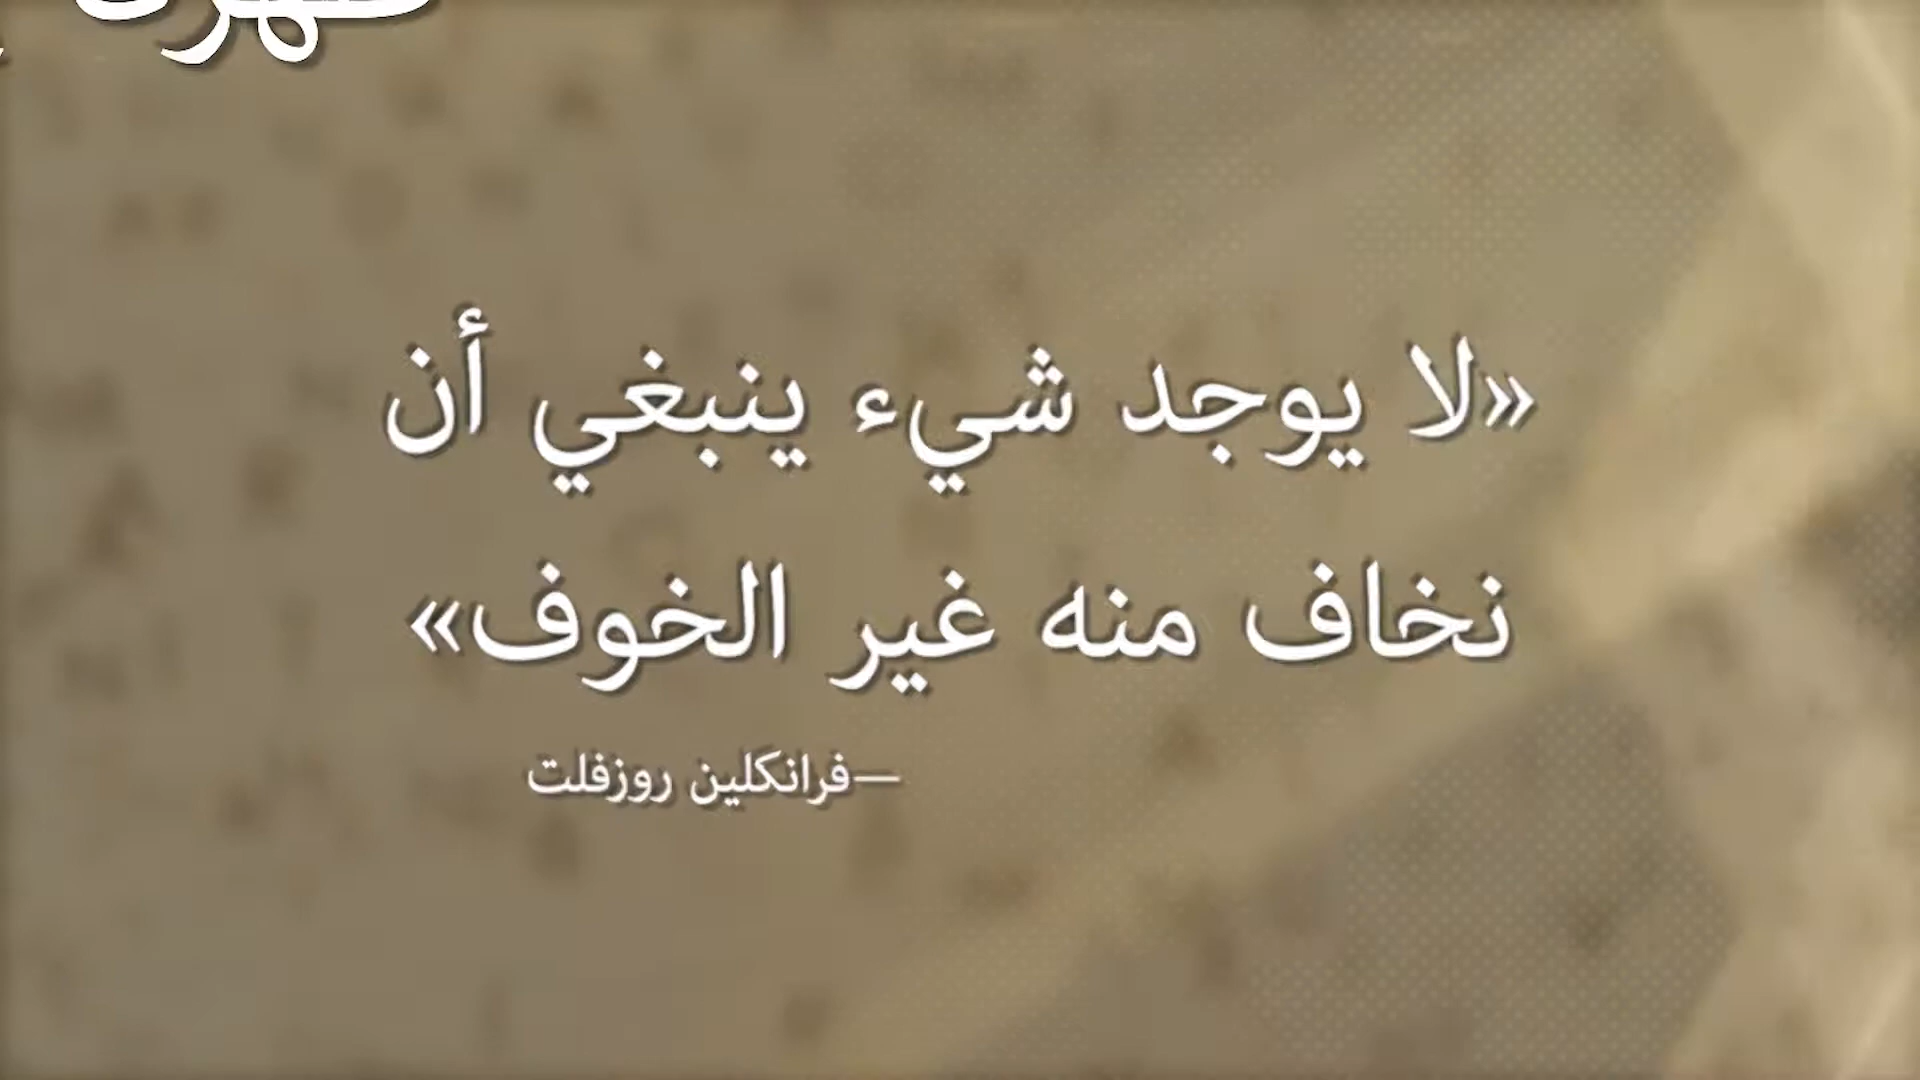 «لا يوجد شيء ينبغي أن
نخاف منه غير الخوف»
—فرانكلين روزفلت